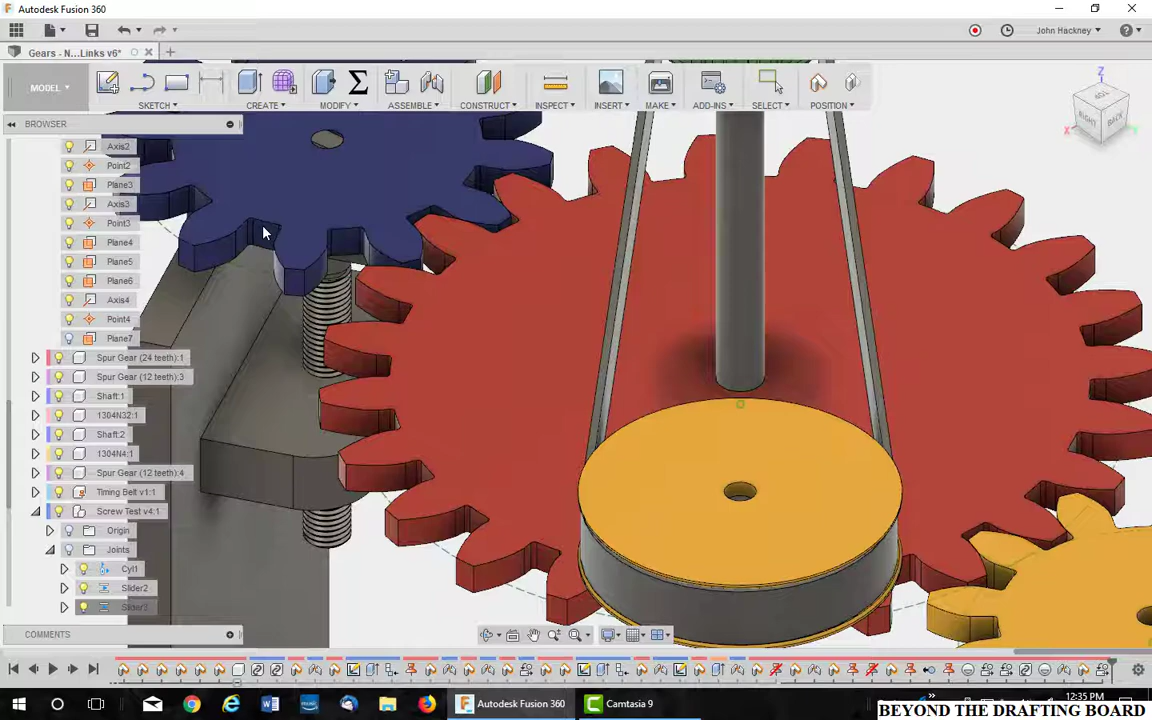 Autodesk Fusion 360
John Hackney
Gears - N...Links v6*
MODEL
SKETCH
CREATE
MODIFY
ASSEMBLE
CONSTRUCT
INSPECT
INSERT
MAKE
ADD-INS
SELECT
POSITION
Z
TOP
RIGHT
BACK
X
BROWSER
Axis2
Point2
Plane3
Axis3
Point3
Plane4
Plane5
Plane6
Axis4
Point4
Plane7
Spur Gear (24 teeth):1
Spur Gear (12 teeth):3
Shaft:1
1304N32:1
Shaft:2
1304N4:1
Spur Gear (12 teeth):4
Timing Belt v1:1
Screw Test v4:1
Origin
Joints
Cyl1
Slider2
COMMENTS
Autodesk Fusion 360
Camtasia 9
12:35 PM
BEYOND THE DRAFTING BOARD